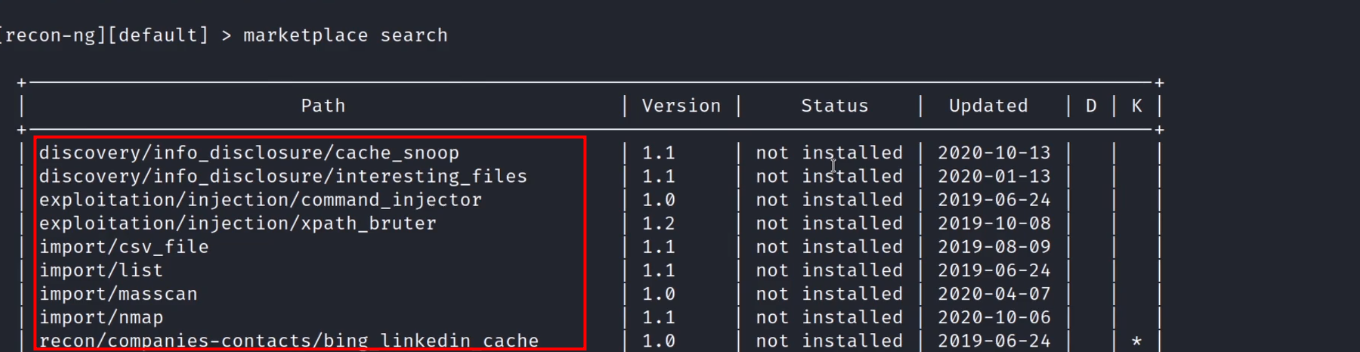 [recon-ng][default] > marketplace search
| Path | Version | Status | Updated | D | K |
| discovery/info_disclosure/cache_snoop | 1.1 | not installed | 2020-10-13 | | |
| discovery/info_disclosure/interesting_files | 1.1 | not installed | 2020-01-13 | | |
| exploitation/injection/command_injector | 1.0 | not installed | 2019-06-24 | | |
| exploitation/injection/xpath_bruter | 1.2 | not installed | 2019-10-08 | | |
| import/csv_file | 1.1 | not installed | 2019-08-09 | | |
| import/list | 1.1 | not installed | 2019-06-24 | | |
| import/masscan | 1.0 | not installed | 2020-04-07 | | |
| import/nmap | 1.1 | not installed | 2020-10-06 | | |
| recon/companies-contacts/bing_linkedin_cache | 1.0 | not installed | 2019-06-24 | | * |